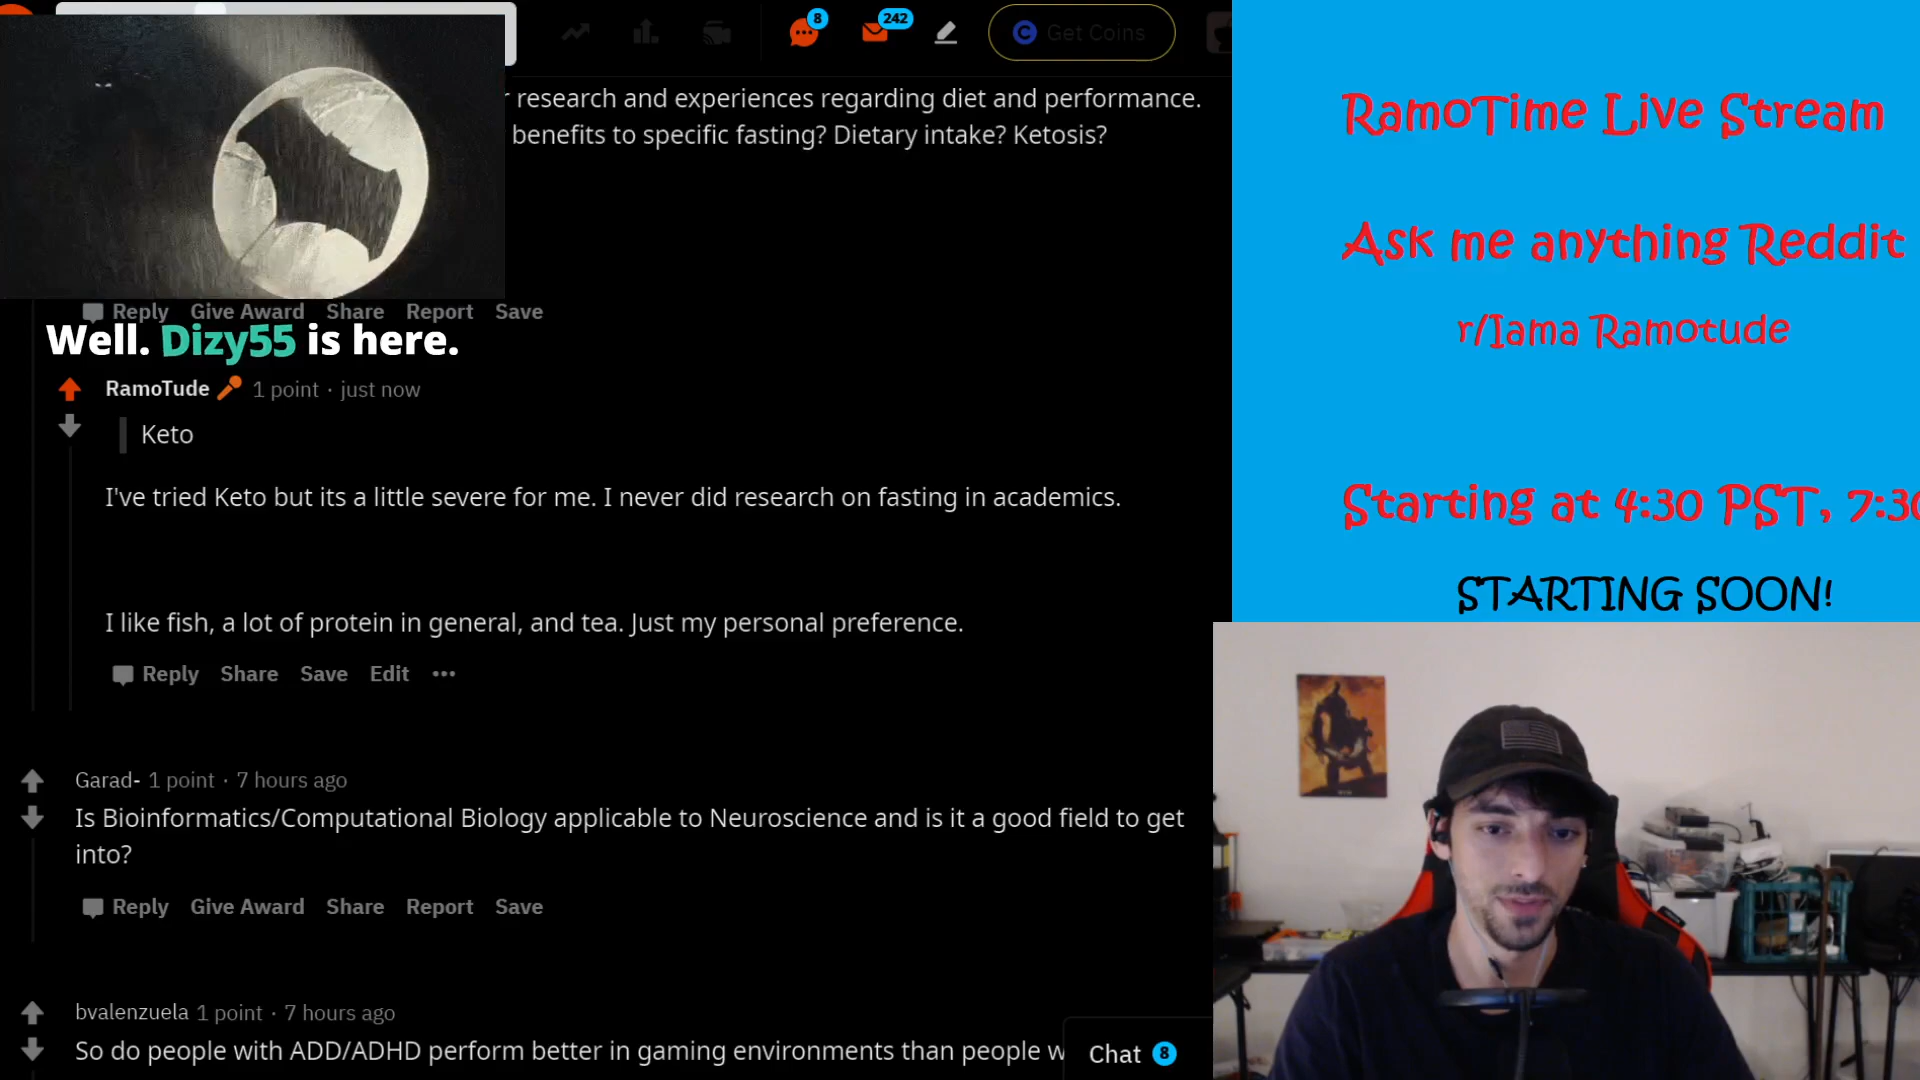 8
242
Get Coins
r research and experiences regarding diet and performance.
benefits to specific fasting? Dietary intake? Ketosis?
Reply Give Award Share Report Save
Well. Dizy55 is here.
RamoTude 1 point · just now
Keto
I've tried Keto but its a little severe for me. I never did research on fasting in academics.
I like fish, a lot of protein in general, and tea. Just my personal preference.
Reply Share Save Edit •••
Garad- 1 point · 7 hours ago
Is Bioinformatics/Computational Biology applicable to Neuroscience and is it a good field to get
into?
Reply Give Award Share Report Save
bvalenzuela 1 point · 7 hours ago
So do people with ADD/ADHD perform better in gaming environments than people w
Chat 8
RamoTime Live Stream
Ask me anything Reddit
r/Iama Ramotude
Starting at 4:30 PST, 7:30
STARTING SOON!